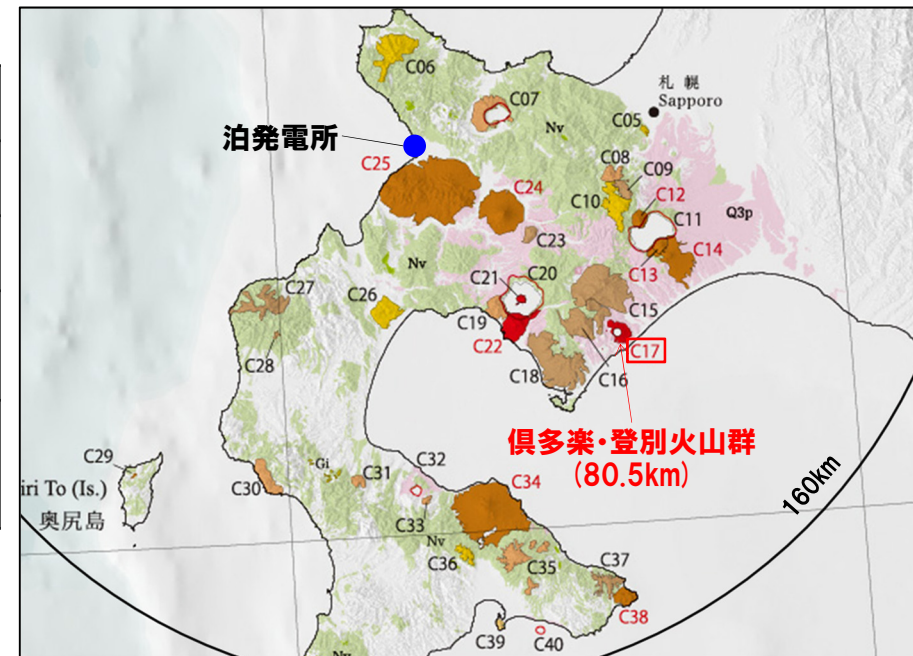 C06
C07
札 幌
Sapporo
Nv
C05
泊発電所
C25
C24
C08
C09
C10
C12
C11
Q3p
C23
C14
C13
Nv
C21
C20
C27
C26
C15
C19
C22
C17
C28
C18
C16
倶多楽・登別火山群
(80.5km)
C29
Gi
C31
C32
C34
160km
iri To (Is.)
C30
奥尻島
C33
Nv
C36
C35
C37
C38
C39
C40
Nv